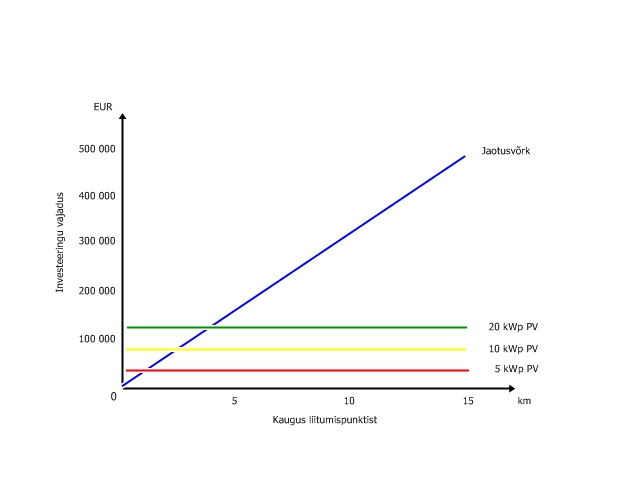 EUR
500 000
Jaotusvõrk
400 000
Investeeringu vajadus
300 000
200 000
20 kWp PV
100 000
10 kWp PV
5 kWp PV
0
5
10
15
km
Kaugus liitumispunktist